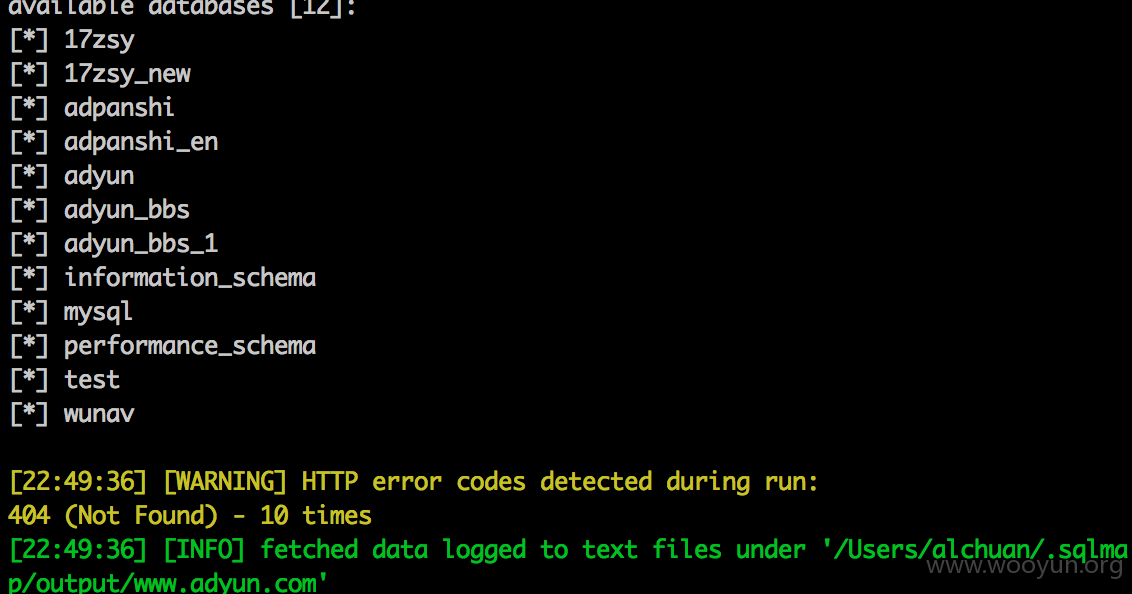 available databases [12]:
[*] 17zsy
[*] 17zsy_new
[*] adpanshi
[*] adpanshi_en
[*] adyun
[*] adyun_bbs
[*] adyun_bbs_1
[*] information_schema
[*] mysql
[*] performance_schema
[*] test
[*] wunav
[22:49:36] [WARNING] HTTP error codes detected during run:
404 (Not Found) - 10 times
[22:49:36] [INFO] fetched data logged to text files under '/Users/alchuan/.sqlma
p/output/www.adyun.com'
www.wooyun.org